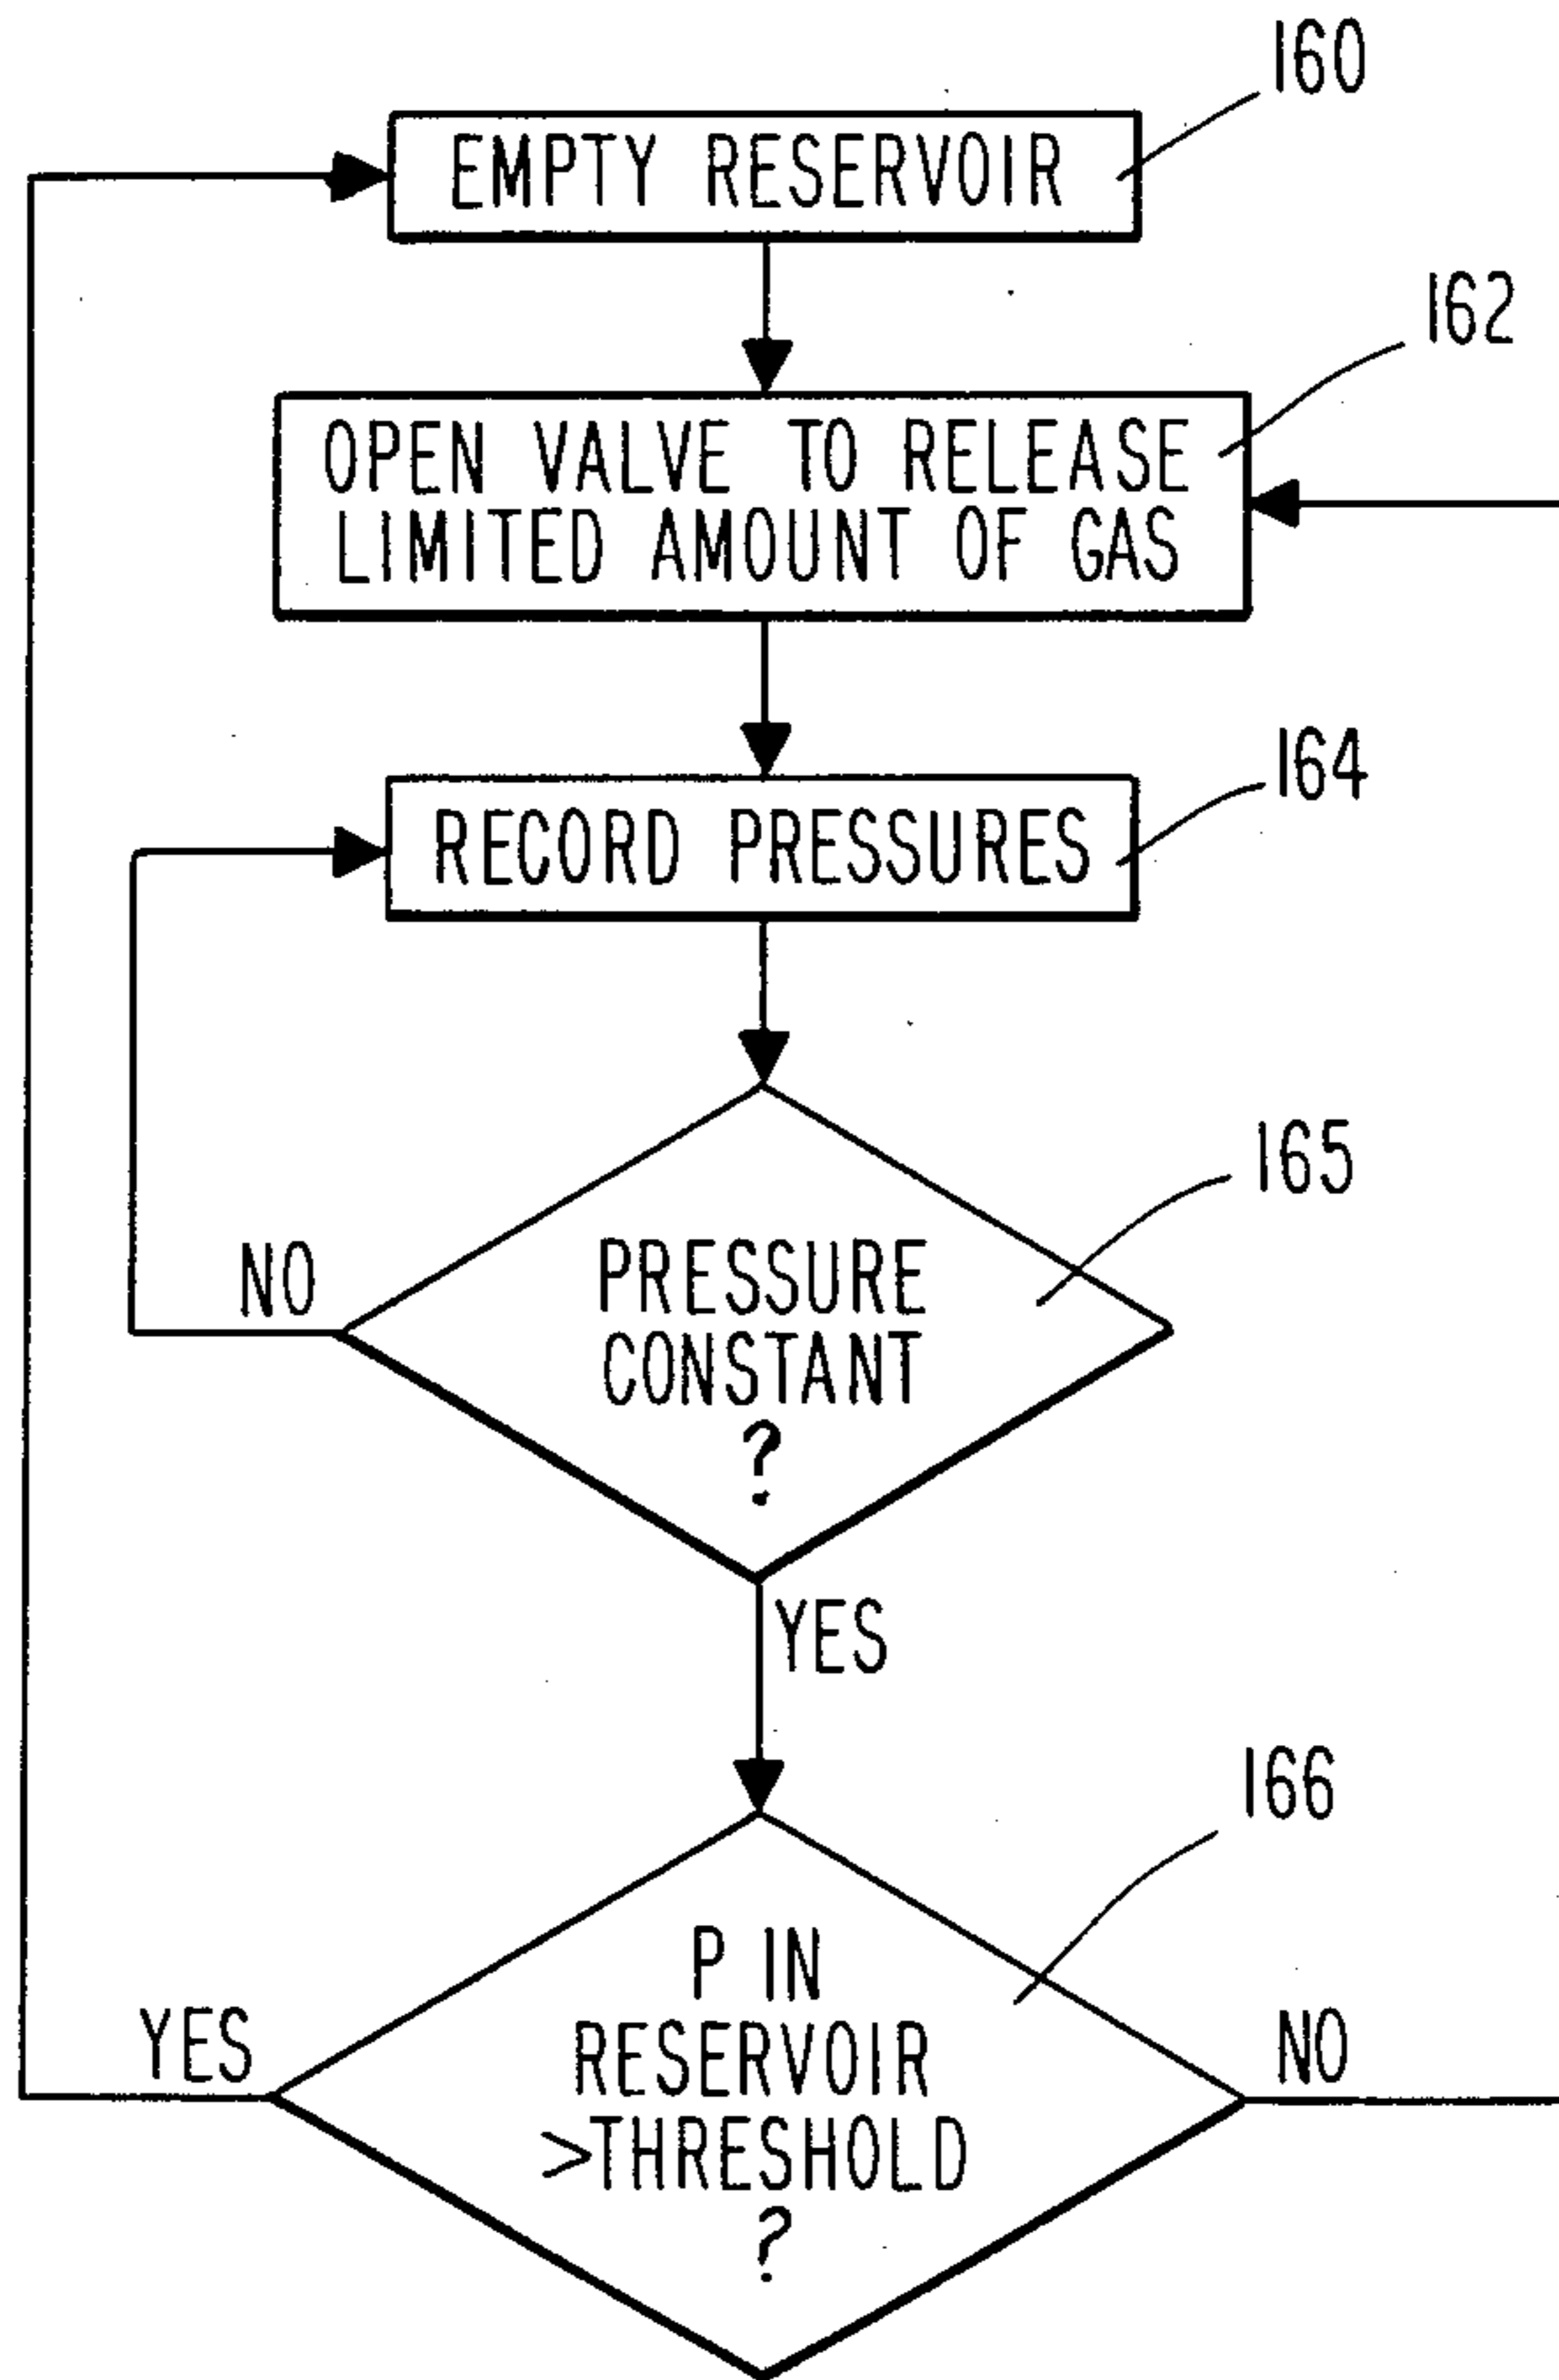 160
EMPTY RESERVOIR
162
OPEN VALVE TO RELEASE
LIMITED AMOUNT OF GAS
164
RECORD PRESSURES
165
NO
PRESSURE
CONSTANT
?
YES
166
P IN
RESERVOIR
>THRESHOLD
?
YES
NO